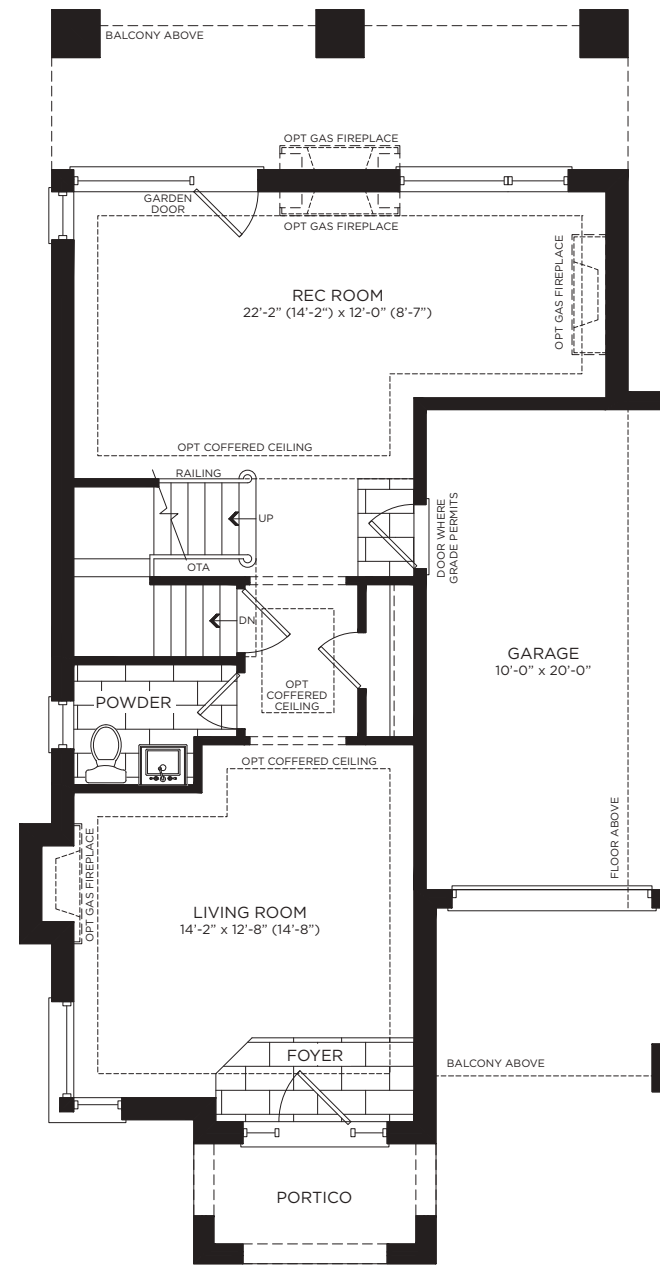 BALCONY ABOVE
OPT GAS FIREPLACE
GARDEN
DOOR
OPT GAS FIREPLACE
OPT GAS FIREPLACE
REC ROOM
22'-2" (14'-2“) x 12'-0” (8'-7”)
OPT COFFERED CEILING
RAILING
UP
OTA
DOOR WHERE
GRADE PERMITS
DN
GARAGE
10'-0” x 20'-0”
OPT
COFFERED
CEILING
POWDER
OPT COFFERED CEILING
OPT GAS FIREPLACE
FLOOR ABOVE
LIVING ROOM
14'-2” x 12'-8” (14'-8”)
FOYER
BALCONY ABOVE
PORTICO